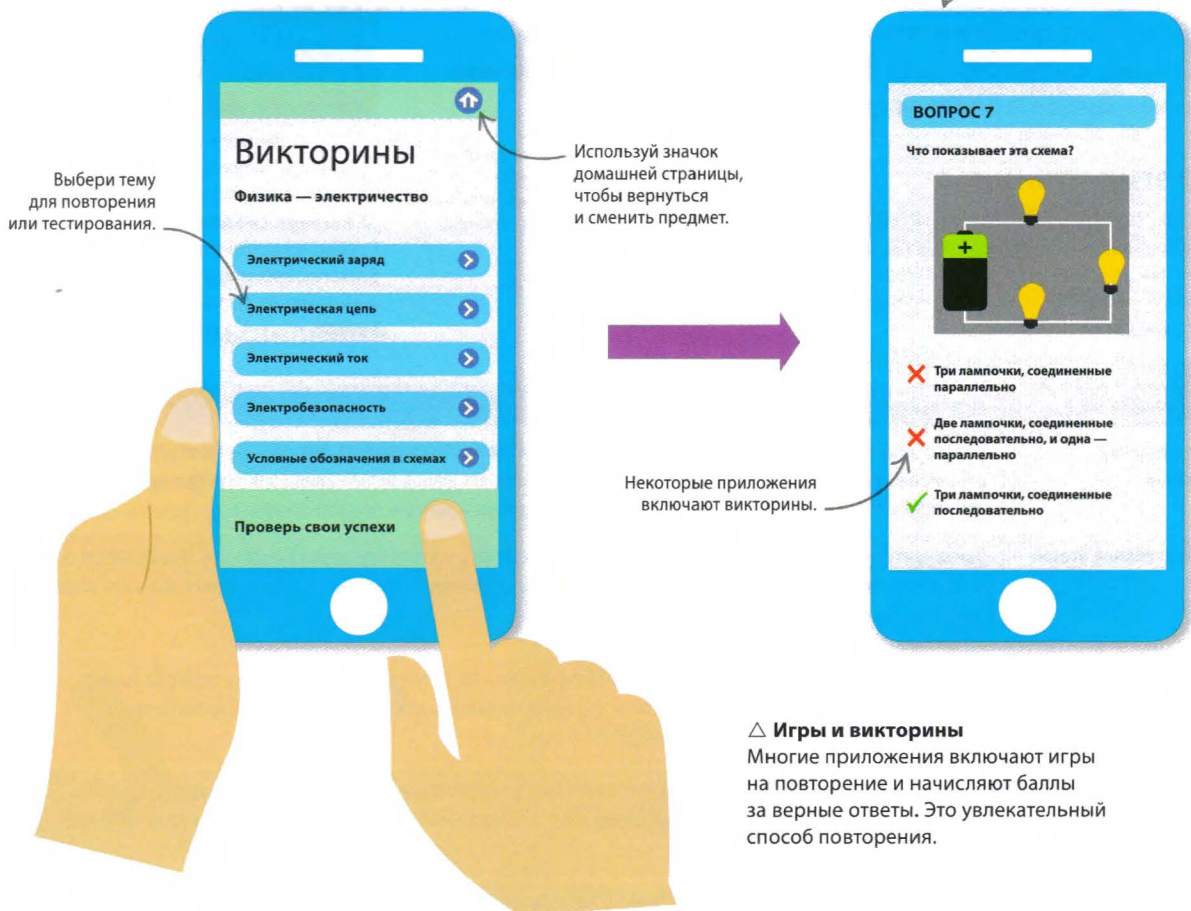 Выбери тему
для повторения
или тестирования.
Викторины
Физика — электричество
Электрический заряд
Электрическая цепь
Электрический ток
Электробезопасность
Условные обозначения в схемах
Проверь свои успехи
Используй значок
домашней страницы,
чтобы вернуться
и сменить предмет.
ВОПРОС 7
Что показывает эта схема?
+
Три лампочки, соединенные
параллельно
Две лампочки, соединенные
последовательно, и одна —
параллельно
Три лампочки, соединенные
последовательно
Некоторые приложения
включают викторины.
△ Игры и викторины
Многие приложения включают игры
на повторение и начисляют баллы
за верные ответы. Это увлекательный
способ повторения.